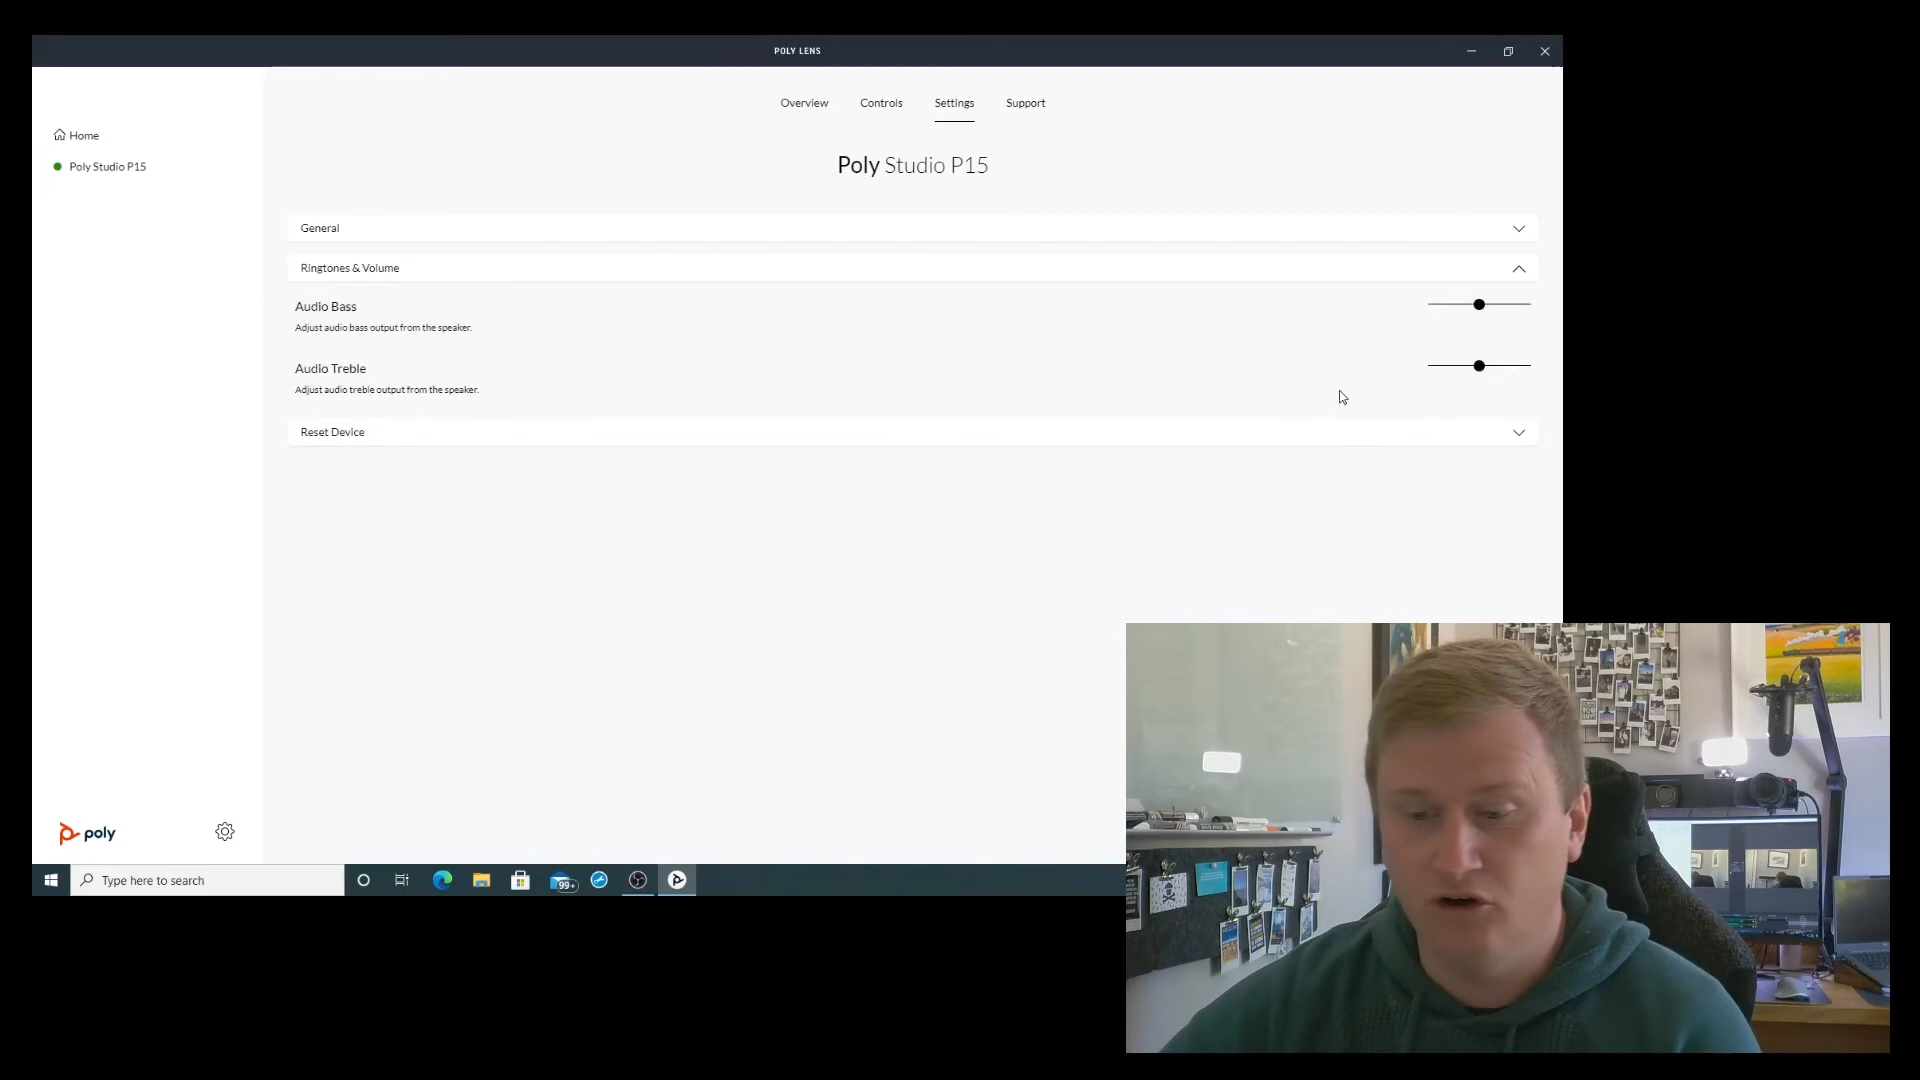 POLY LENS
Overview
Controls
Settings
Support
Home
Poly Studio P15
Poly Studio P15
General
Ringtones & Volume
Audio Bass
Adjust audio bass output from the speaker.
Audio Treble
Adjust audio treble output from the speaker.
Reset Device
poly
Type here to search
99+